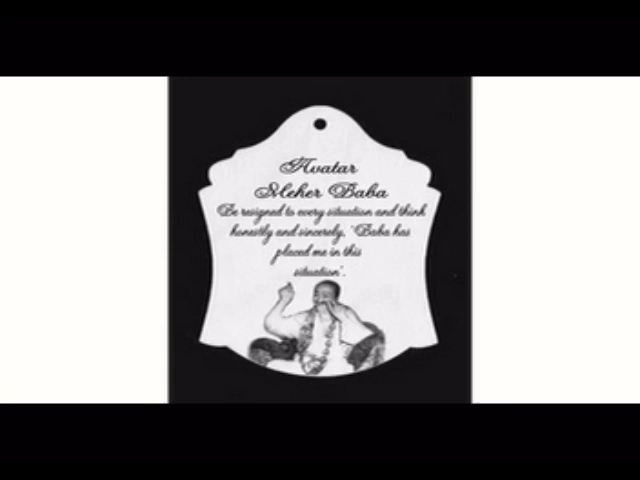 Avatar
Meher Baba
Be resigned to every situation and think
honestly and sincerely, "Baba has
placed me in this
situation".